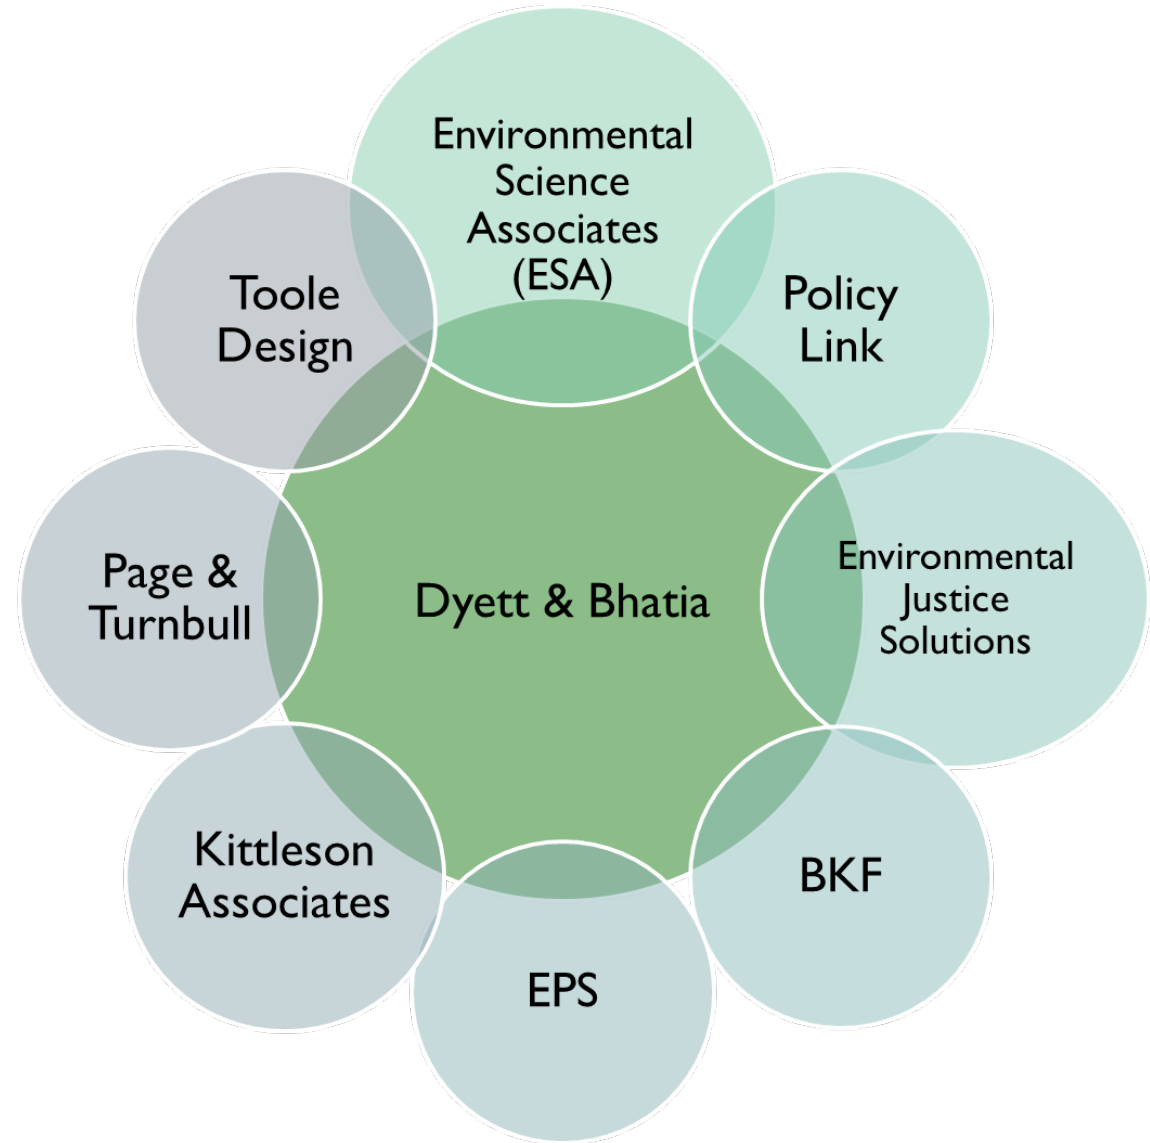 Environmental
Science
Associates
(ESA)
Toole
Design
Policy
Link
Page &
Turnbull
Dyett & Bhatia
Environmental
Justice
Solutions
Kittleson
Associates
BKF
EPS